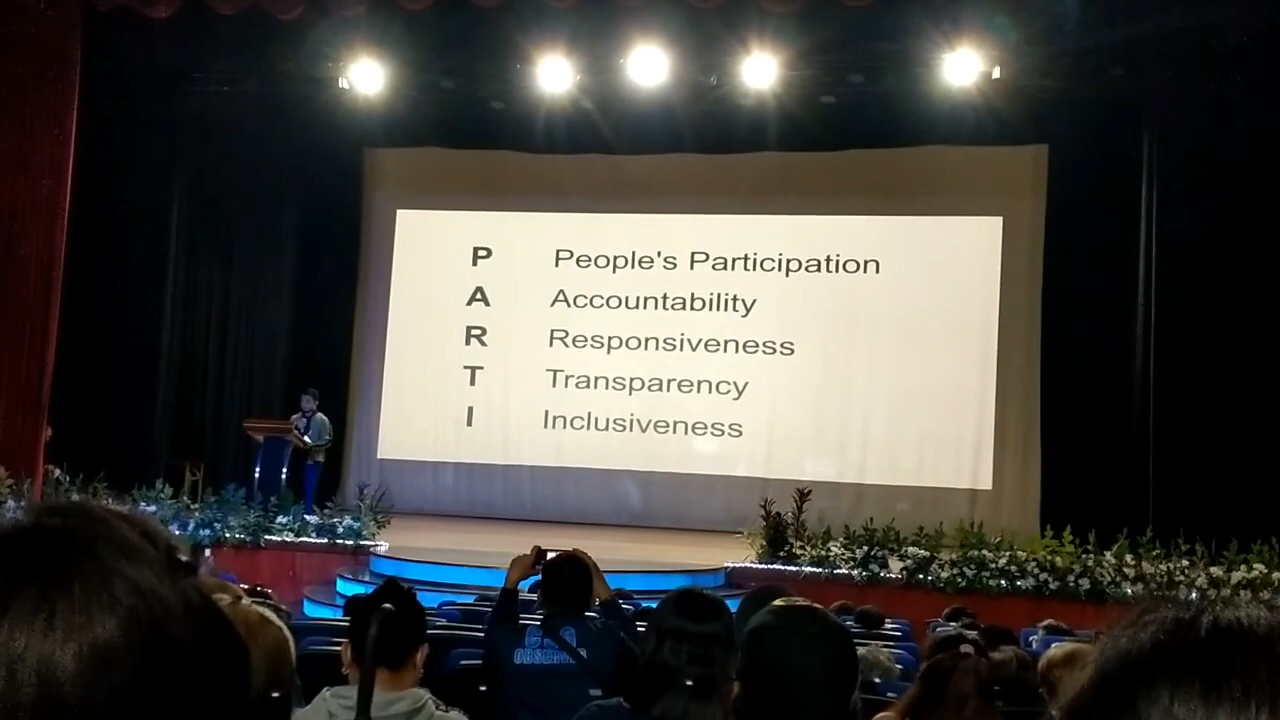 P People's Participation
A Accountability
R Responsiveness
T Transparency
I Inclusiveness